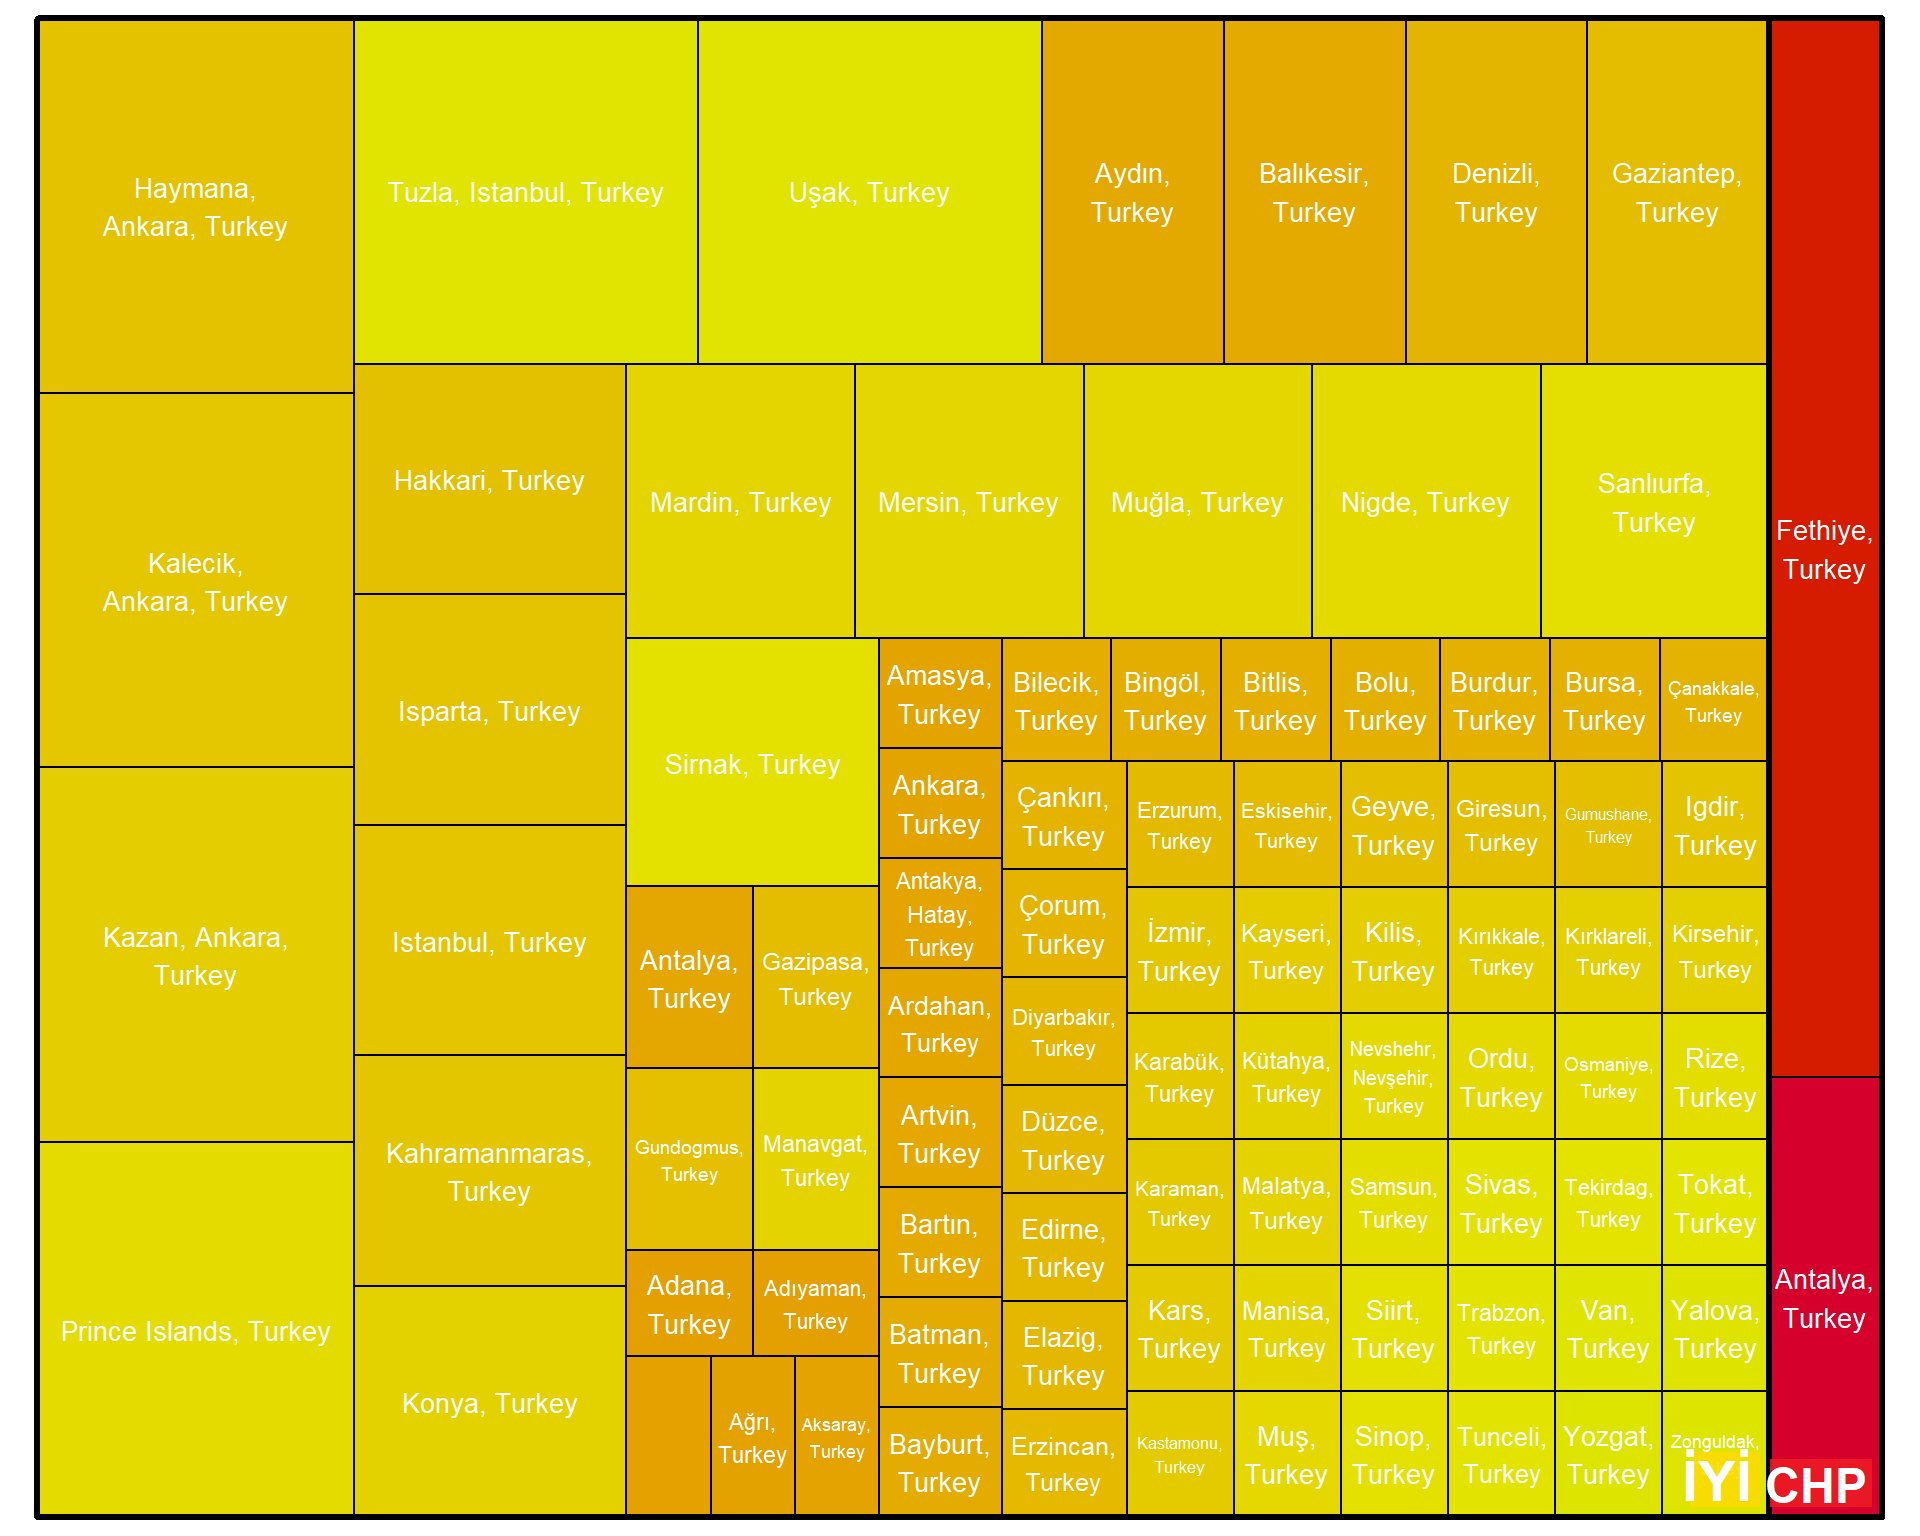 Haymana,
Ankara, Turkey
Kalecik,
Ankara, Turkey
Kazan, Ankara,
Turkey
Prince Islands, Turkey
Tuzla, Istanbul, Turkey
Uşak, Turkey
Aydın,
Turkey
Balıkesir,
Turkey
Denizli,
Turkey
Gaziantep,
Turkey
Hakkari, Turkey
Isparta, Turkey
Istanbul, Turkey
Kahramanmaras,
Turkey
Konya, Turkey
Mardin, Turkey
Mersin, Turkey
Muğla, Turkey
Nigde, Turkey
Sanlıurfa,
Turkey
Sirnak, Turkey
Antalya,
Turkey
Gazipasa,
Turkey
Gundogmus,
Turkey
Manavgat,
Turkey
Adana,
Turkey
Adıyaman,
Turkey
Ağrı,
Turkey
Aksaray,
Turkey
Amasya,
Turkey
Ankara,
Turkey
Antakya,
Hatay,
Turkey
Ardahan,
Turkey
Artvin,
Turkey
Bartın,
Turkey
Batman,
Turkey
Bayburt,
Turkey
Bilecik,
Turkey
Bingöl,
Turkey
Bitlis,
Turkey
Bolu,
Turkey
Burdur,
Turkey
Bursa,
Turkey
Çanakkale,
Turkey
Çankırı,
Turkey
Çorum,
Turkey
Diyarbakır,
Turkey
Düzce,
Turkey
Edirne,
Turkey
Elazig,
Turkey
Erzincan,
Turkey
Erzurum,
Turkey
Eskisehir,
Turkey
Geyve,
Turkey
Giresun,
Turkey
Gumushane,
Turkey
Igdir,
Turkey
İzmir,
Turkey
Kayseri,
Turkey
Kilis,
Turkey
Kırıkkale,
Turkey
Kırklareli,
Turkey
Kirsehir,
Turkey
Karabük,
Turkey
Kütahya,
Turkey
Nevshehr,
Nevşehir,
Turkey
Ordu,
Turkey
Osmaniye,
Turkey
Rize,
Turkey
Karaman,
Turkey
Malatya,
Turkey
Samsun,
Turkey
Sivas,
Turkey
Tekirdag,
Turkey
Tokat,
Turkey
Kars,
Turkey
Manisa,
Turkey
Siirt,
Turkey
Trabzon,
Turkey
Van,
Turkey
Yalova,
Turkey
Kastamonu,
Turkey
Muş,
Turkey
Sinop,
Turkey
Tunceli,
Turkey
Yozgat,
Turkey
Zonguldak,
İYİ
Fethiye,
Turkey
Antalya,
Turkey
CHP